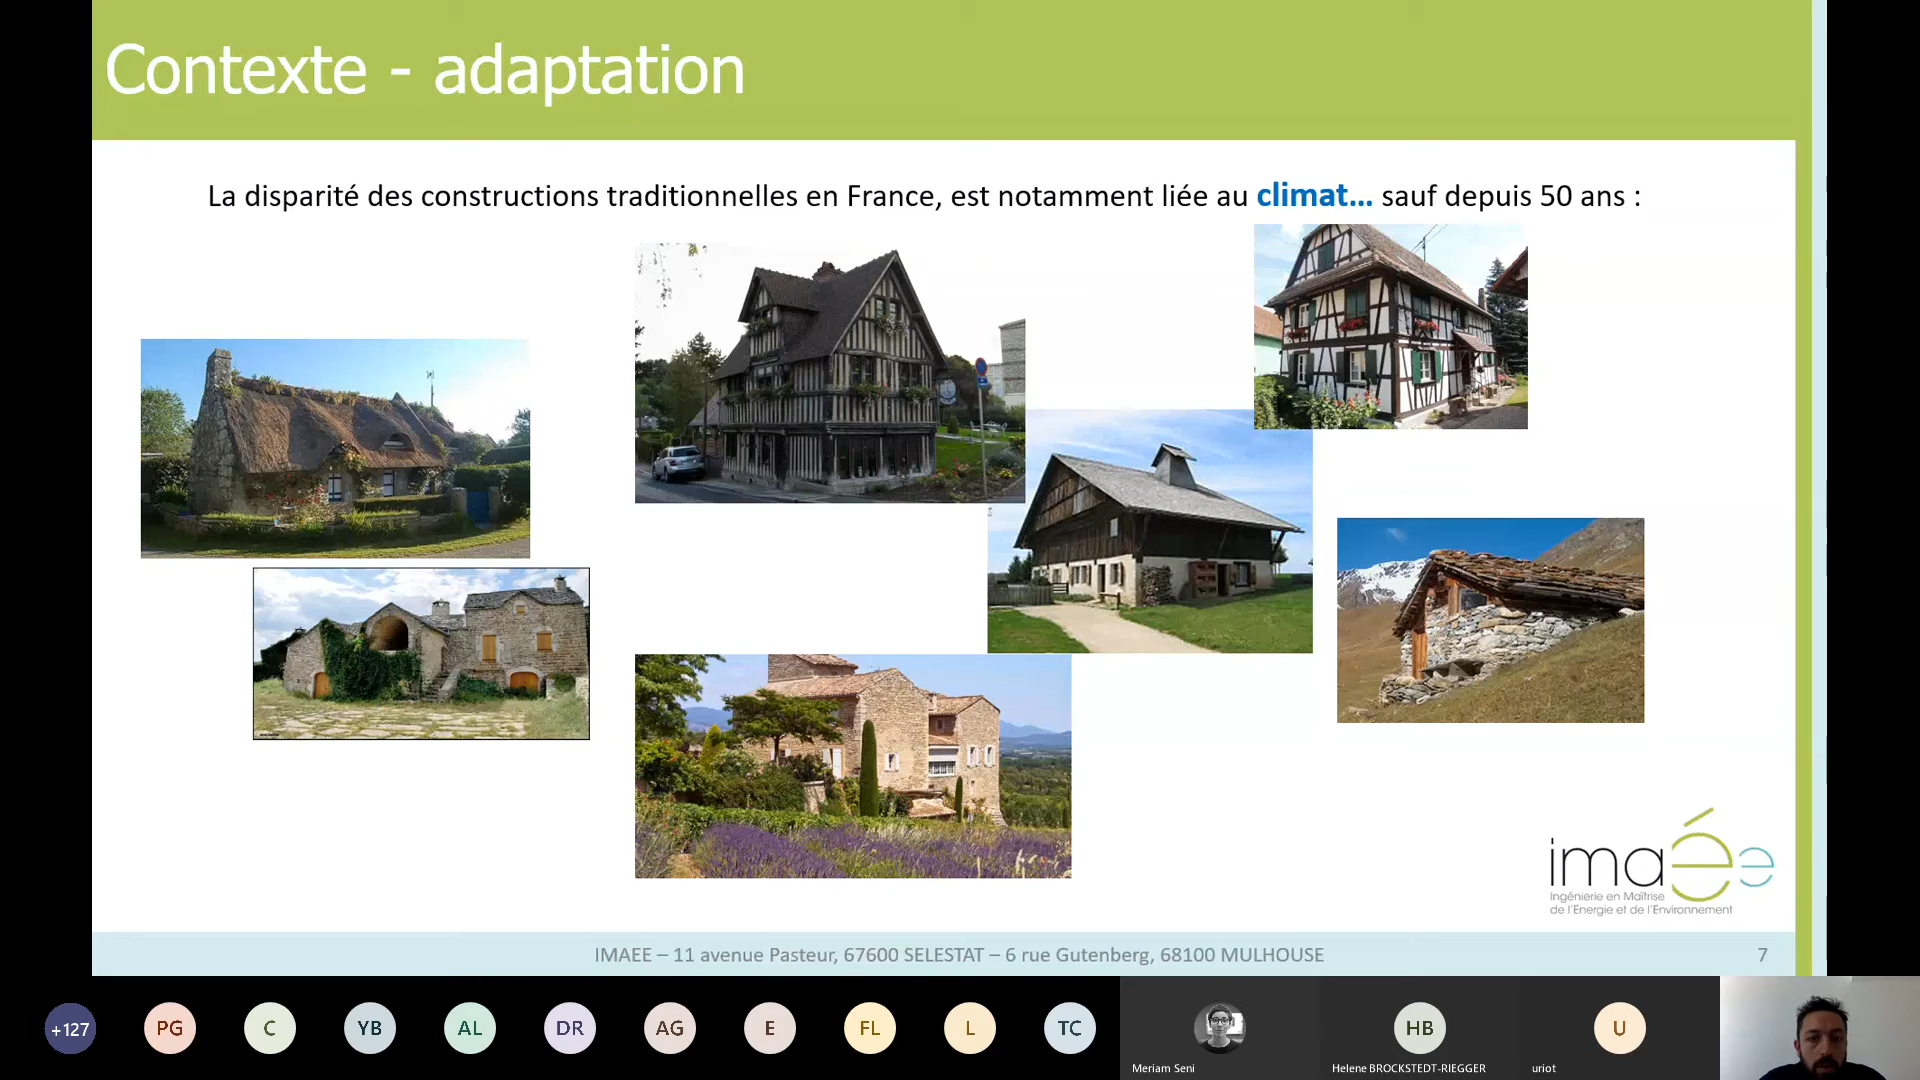 Contexte - adaptation
La disparité des constructions traditionnelles en France, est notamment liée au climat... sauf depuis 50 ans :
imaée
Ingénierie en Maîtrise
de l'Energie et de l'Environnement
IMAEE – 11 avenue Pasteur, 67600 SELESTAT – 6 rue Gutenberg, 68100 MULHOUSE
7
+127
PG
C
YB
AL
DR
AG
E
FL
L
TC
HB
U
Meriam Seni
Helene BROCKSTEDT-RIEGGER
uriot